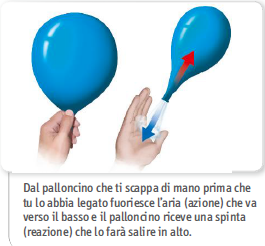 Dal palloncino che ti scappa di mano prima che
tu lo abbia legato fuoriesce l'aria (azione) che va
verso il basso e il palloncino riceve una spinta
(reazione) che lo farà salire in alto.